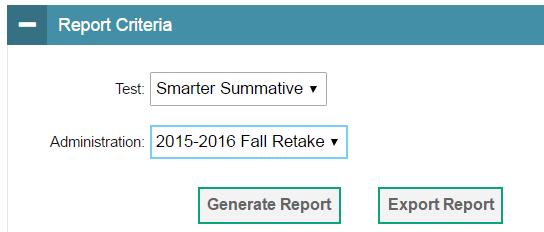 Report Criteria
Test: Smarter Summative
Administration: 2015-2016 Fall Retake
Generate Report Export Report